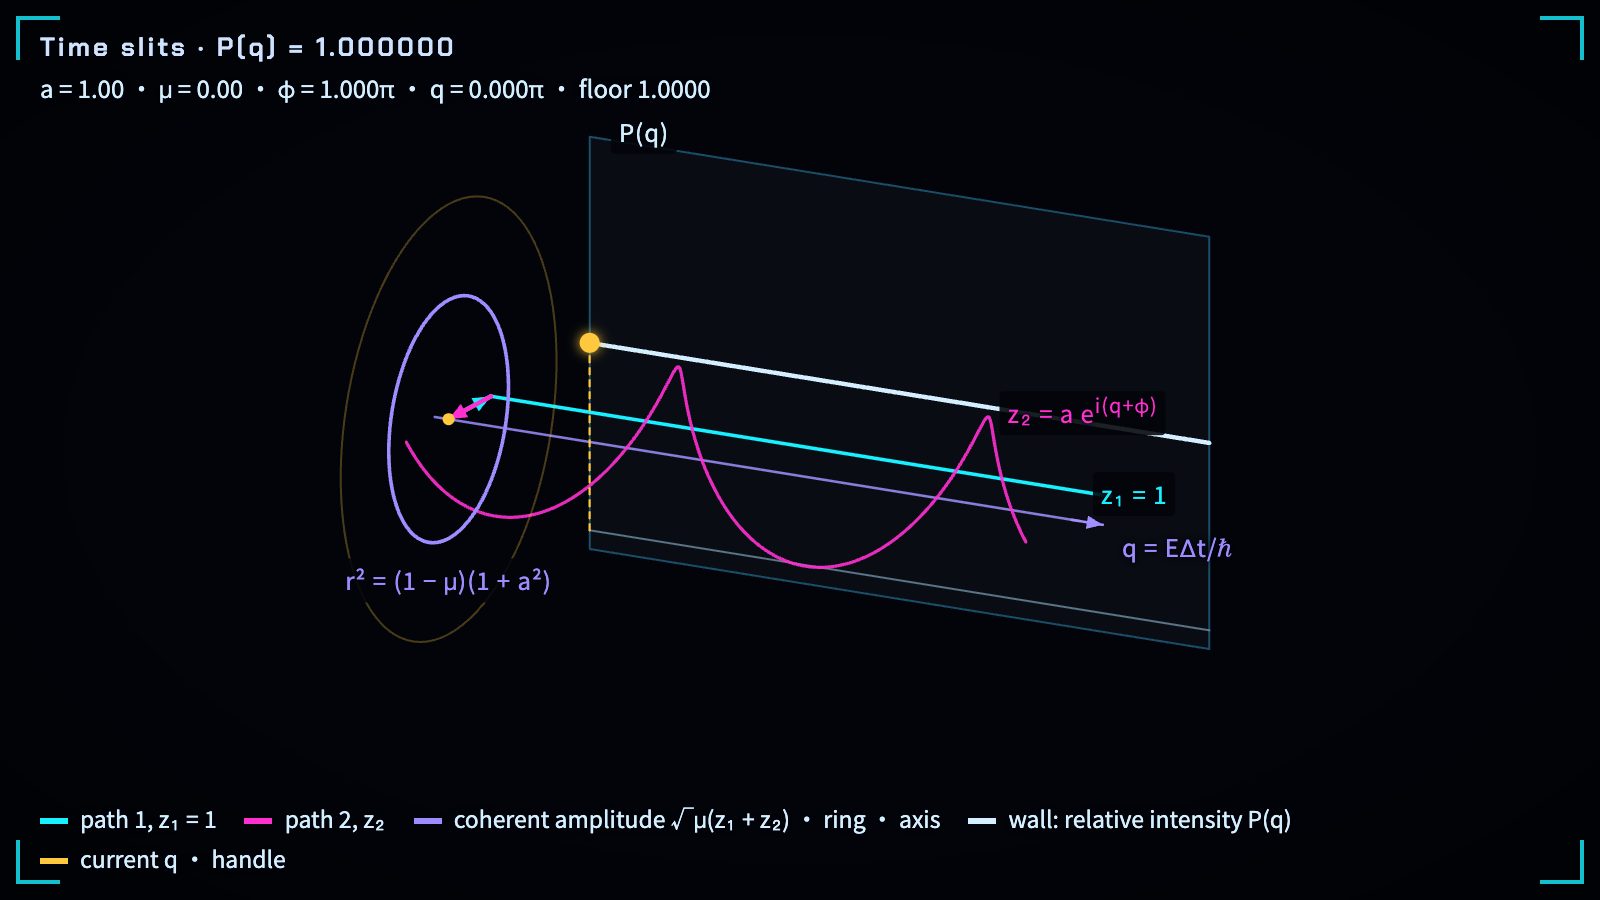 Time slits · P(q) = 1.000000
a = 1.00 • μ = 0.00 • ϕ = 1.000π • q = 0.000π • floor 1.0000
P(q)
z₂ = a e^i(q+ϕ)
z₁ = 1
q = EΔt/ℏ
r² = (1 − μ)(1 + a²)
path 1, z₁ = 1
path 2, z₂
coherent amplitude √μ(z₁ + z₂) • ring • axis
wall: relative intensity P(q)
current q • handle